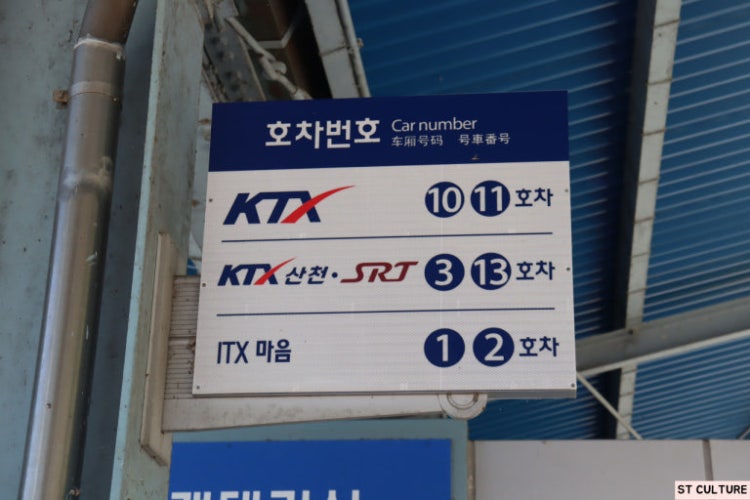 호차번호 Car number
车厢号码 号車番号
KTX 10 11 호차
KTX 산천 · SRT 3 13 호차
ITX 마음 1 2 호차
ST CULTURE